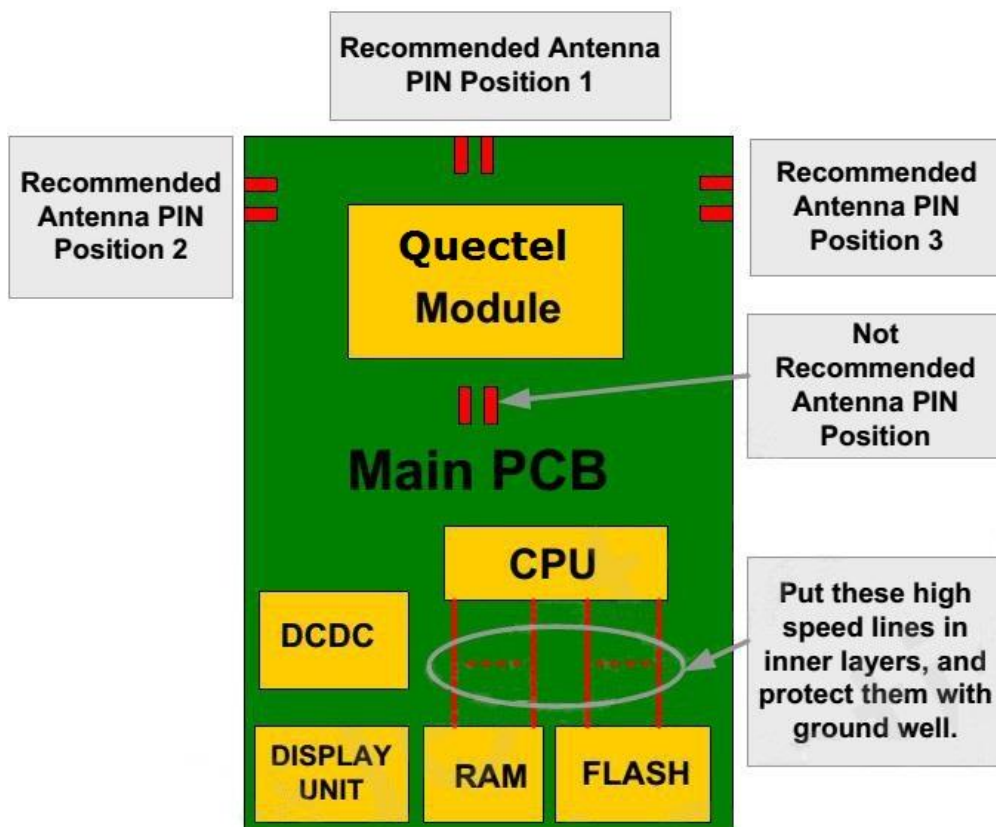 Recommended Antenna
PIN Position 1
Recommended
Antenna PIN
Position 2
Recommended
Antenna PIN
Position 3
Quectel
Module
Not
Recommended
Antenna PIN
Position
Main PCB
CPU
DCDC
Put these high
speed lines in
inner layers, and
protect them with
ground well.
DISPLAY
UNIT
RAM
FLASH